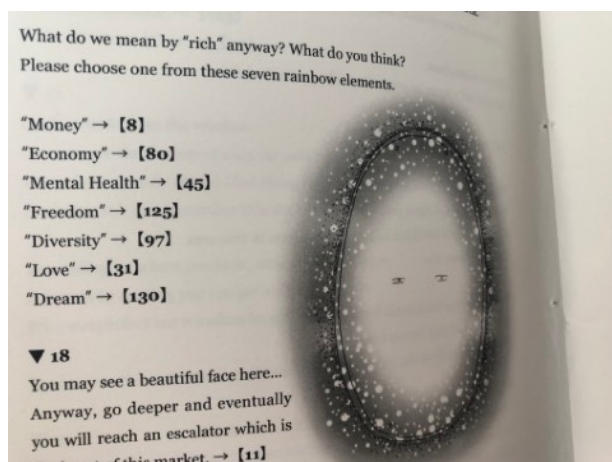 What do we mean by "rich" anyway? What do you think?
Please choose one from these seven rainbow elements.
"Money" → 【8】
"Economy" → 【80】
"Mental Health" → 【45】
"Freedom" → 【125】
"Diversity" → 【97】
"Love" → 【31】
"Dream" → 【130】
▼ 18
You may see a beautiful face here...
Anyway, go deeper and eventually
you will reach an escalator which is
of this market. → 【11】